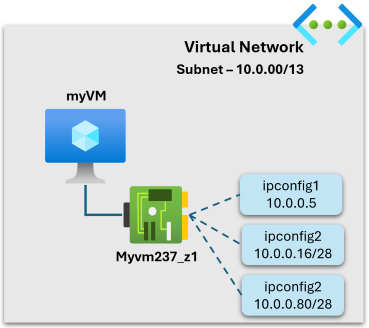 Virtual Network
Subnet – 10.0.00/13
myVM
ipconfig1
10.0.0.5
Myvm237_z1
ipconfig2
10.0.0.16/28
ipconfig2
10.0.0.80/28